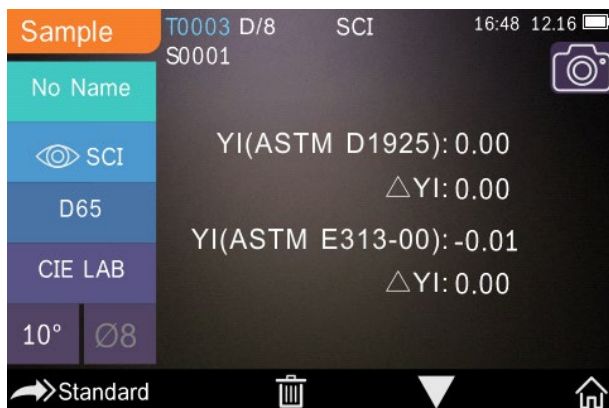 Sample
T0003 D/8 SCI 16:48 12.16
S0001
No Name
SCI
D65
CIE LAB
10° Ø8
YI(ASTM D1925): 0.00
△YI: 0.00
YI(ASTM E313-00): -0.01
△YI: 0.00
Standard